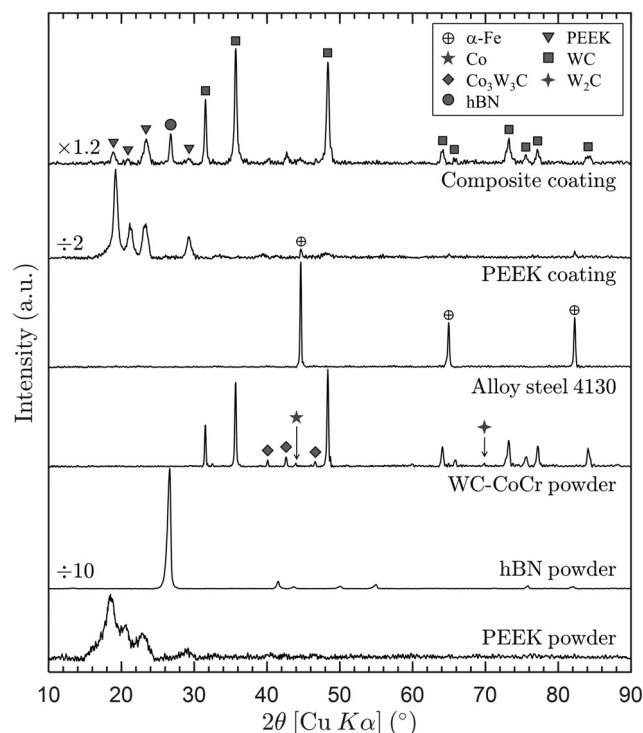 α-Fe
PEEK
Co
WC
Co₃W₃C
W₂C
hBN
×1.2
Composite coating
÷2
PEEK coating
Alloy steel 4130
WC-CoCr powder
÷10
hBN powder
PEEK powder
Intensity (a.u.)
10 20 30 40 50 60 70 80 90
2θ [Cu Kα] (°)